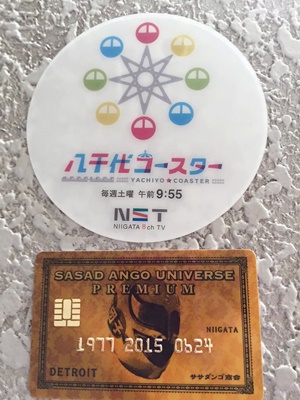 八千代コースター
YACHIYO★COASTER
毎週土曜 午前 9:55
NST
NIIGATA 8ch TV
SASAD ANGO UNIVERSE
PREMIUM
NIIGATA
1977 2015 0624
DETROIT
ササダンゴ商会